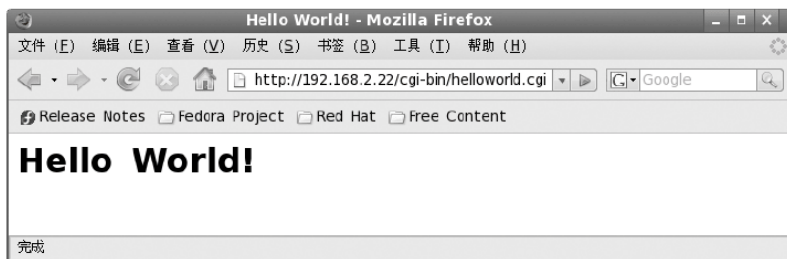 Hello World! - Mozilla Firefox
文件 (F) 编辑 (E) 查看 (V) 历史 (S) 书签 (B) 工具 (T) 帮助 (H)
http://192.168.2.22/cgi-bin/helloworld.cgi G Google
Release Notes Fedora Project Red Hat Free Content
Hello World!
完成